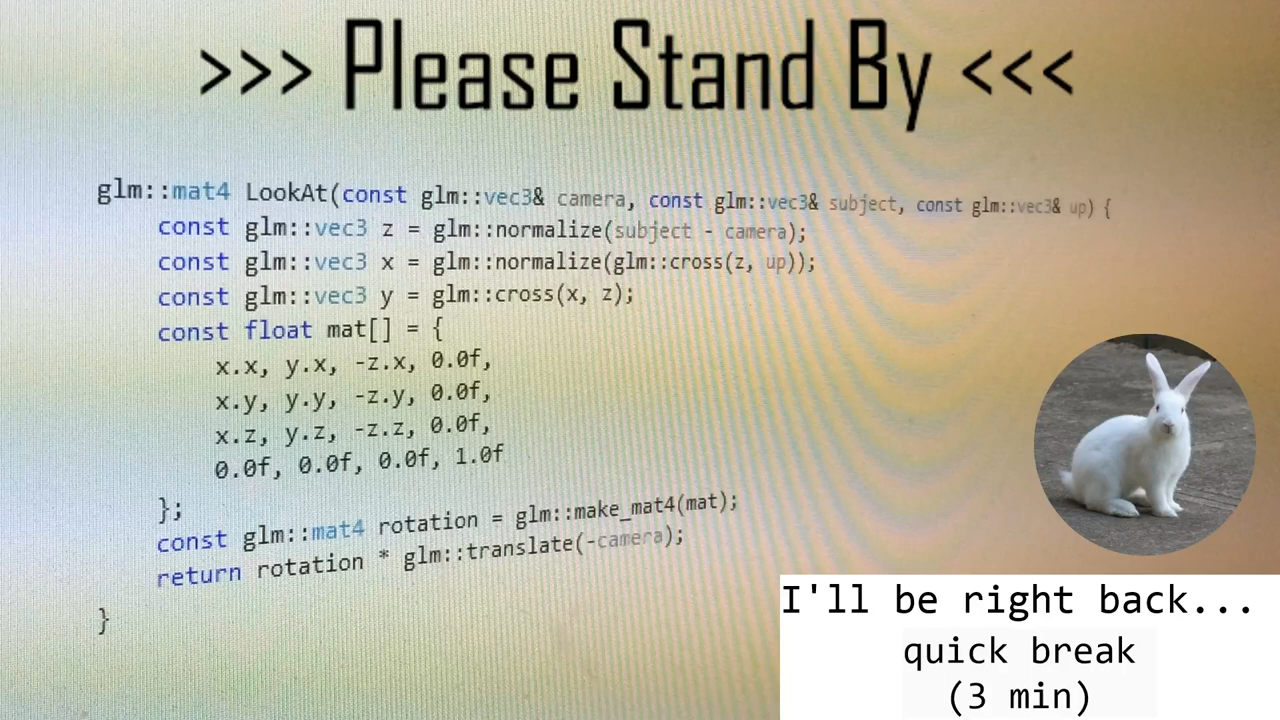 >>> Please Stand By <<<
glm::mat4 LookAt(const glm::vec3& camera, const glm::vec3& subject, const glm::vec3& up) {
const glm::vec3 z = glm::normalize(subject - camera);
const glm::vec3 x = glm::normalize(glm::cross(z, up));
const glm::vec3 y = glm::cross(x, z);
const float mat[] = {
x.x, y.x, -z.x, 0.0f,
x.y, y.y, -z.y, 0.0f,
x.z, y.z, -z.z, 0.0f,
0.0f, 0.0f, 0.0f, 1.0f
};
const glm::mat4 rotation = glm::make_mat4(mat);
return rotation * glm::translate(-camera);
}
I'll be right back...
quick break
(3 min)